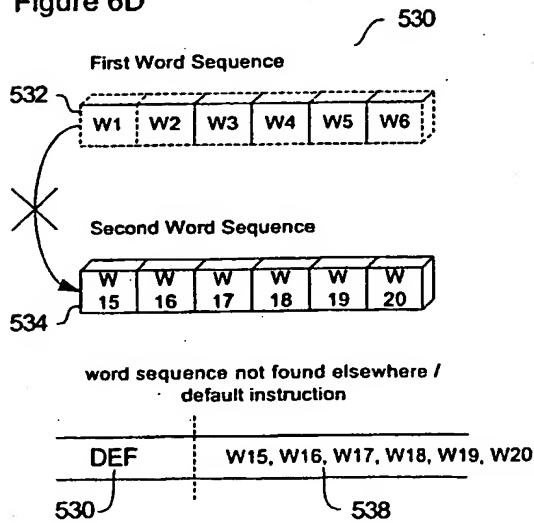 Figure 6D
530
First Word Sequence
532
W1 W2 W3 W4 W5 W6
Second Word Sequence
W 15 W 16 W 17 W 18 W 19 W 20
534
word sequence not found elsewhere /
default instruction
DEF W15, W16, W17, W18, W19, W20
530 538